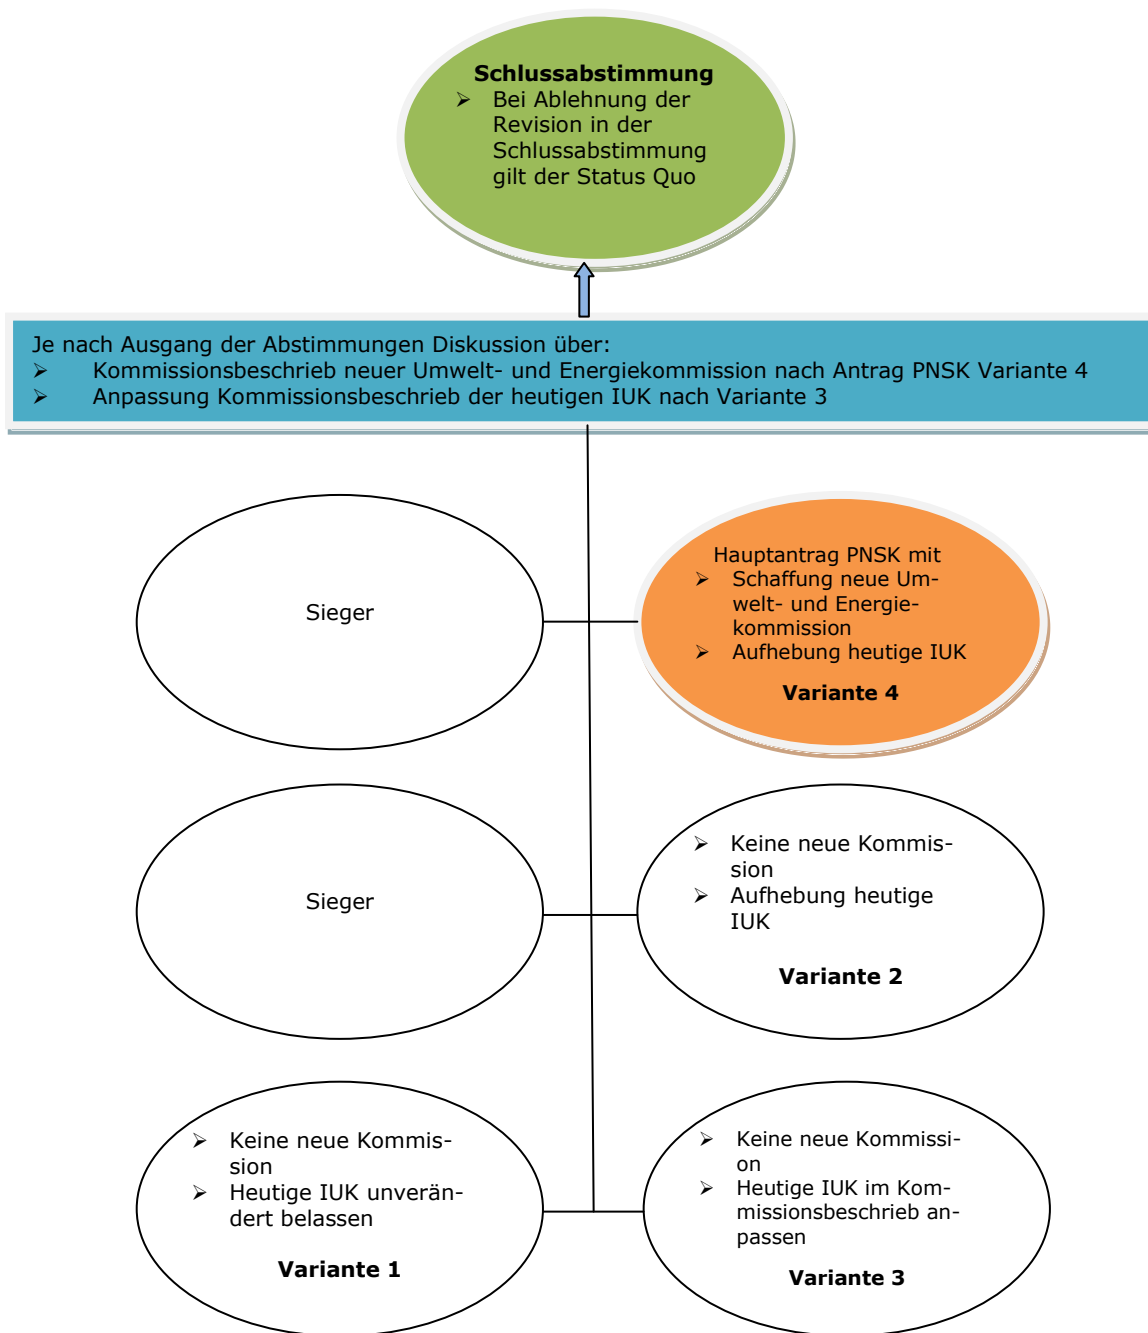 Schlussabstimmung
➢ Bei Ablehnung der
Revision in der
Schlussabstimmung
gilt der Status Quo
Je nach Ausgang der Abstimmungen Diskussion über:
➢ Kommissionsbeschrieb neuer Umwelt- und Energiekommission nach Antrag PNSK Variante 4
➢ Anpassung Kommissionsbeschrieb der heutigen IUK nach Variante 3
Sieger
Hauptantrag PNSK mit
➢ Schaffung neue Um-
welt- und Energie-
kommission
➢ Aufhebung heutige IUK
Variante 4
Sieger
➢ Keine neue Kommis-
sion
➢ Aufhebung heutige
IUK
Variante 2
➢ Keine neue Kommis-
sion
➢ Heutige IUK unverän-
dert belassen
Variante 1
➢ Keine neue Kommissi-
on
➢ Heutige IUK im Kom-
missionsbeschrieb an-
passen
Variante 3